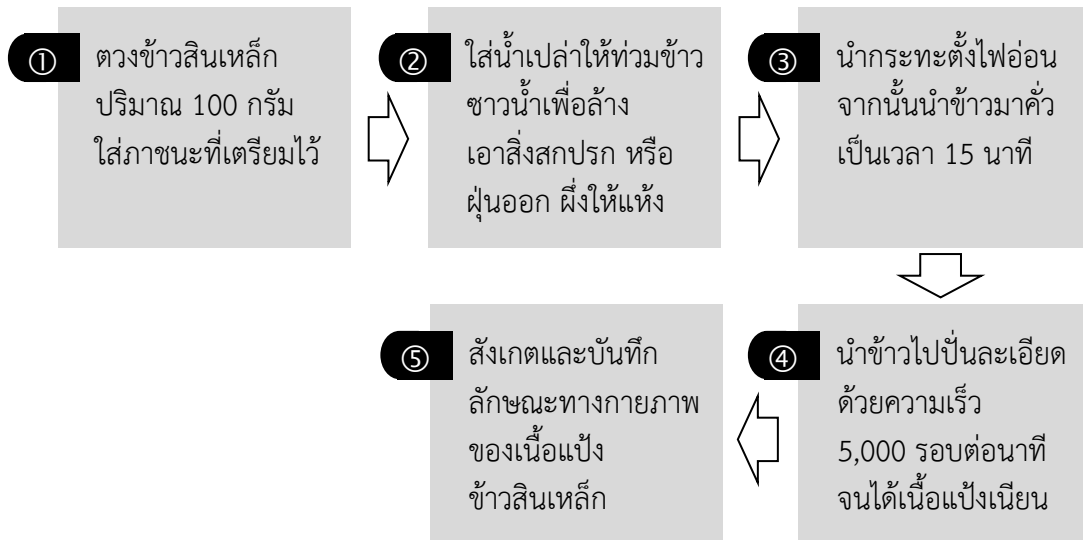 ① ตวงข้าวสินเหล็ก
ปริมาณ 100 กรัม
ใส่ภาชนะที่เตรียมไว้
② ใส่น้ำเปล่าให้ท่วมข้าว
ซาวน้ำเพื่อล้าง
เอาสิ่งสกปรก หรือ
ฝุ่นออก ผึ่งให้แห้ง
③ นำกระทะตั้งไฟอ่อน
จากนั้นนำข้าวมาคั่ว
เป็นเวลา 15 นาที
④ นำข้าวไปปั่นละเอียด
ด้วยความเร็ว
5,000 รอบต่อนาที
จนได้เนื้อแป้งเนียน
⑤ สังเกตและบันทึก
ลักษณะทางกายภาพ
ของเนื้อแป้ง
ข้าวสินเหล็ก